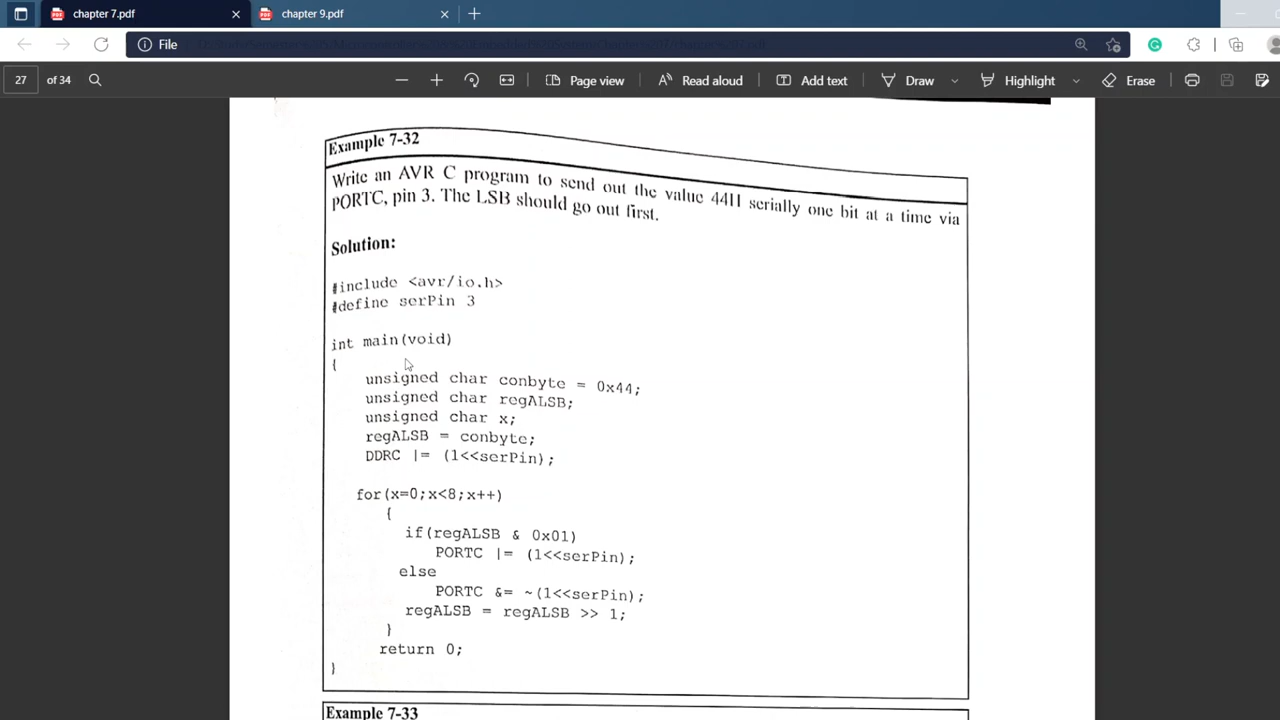 chapter 7.pdf
chapter 9.pdf
File
27 of 34
Page view
Read aloud
Add text
Draw
Highlight
Erase
Example 7-32
Write an AVR C program to send out the value 44H serially one bit at a time via
PORTC, pin 3. The LSB should go out first.
Solution:
#include <avr/io.h>
#define serPin 3
int main(void)
{
unsigned char conbyte = 0x44;
unsigned char regALSB;
unsigned char x;
regALSB = conbyte;
DDRC |= (1<<serPin);
for(x=0;x<8;x++)
{
if(regALSB & 0x01)
PORTC |= (1<<serPin);
else
PORTC &= ~(1<<serPin);
regALSB = regALSB >> 1;
}
return 0;
}
Example 7-33